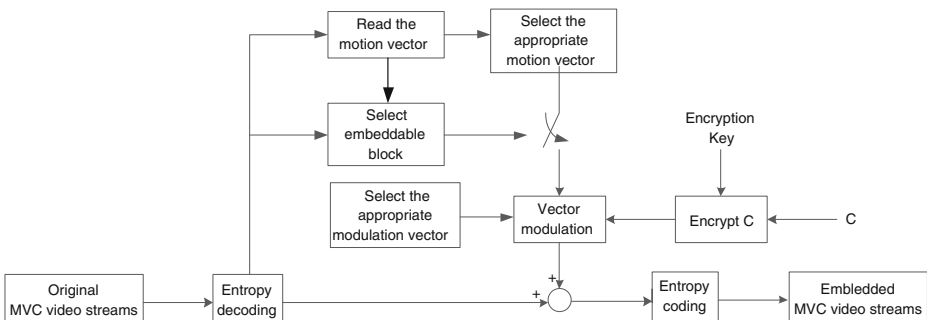 Read the
motion vector
Select the
appropriate
motion vector
Select
embeddable
block
Encryption
Key
Select the
appropriate
modulation vector
Vector
modulation
Encrypt C
C
Original
MVC video streams
Entropy
decoding
+
+
Entropy
coding
Embledded
MVC video streams